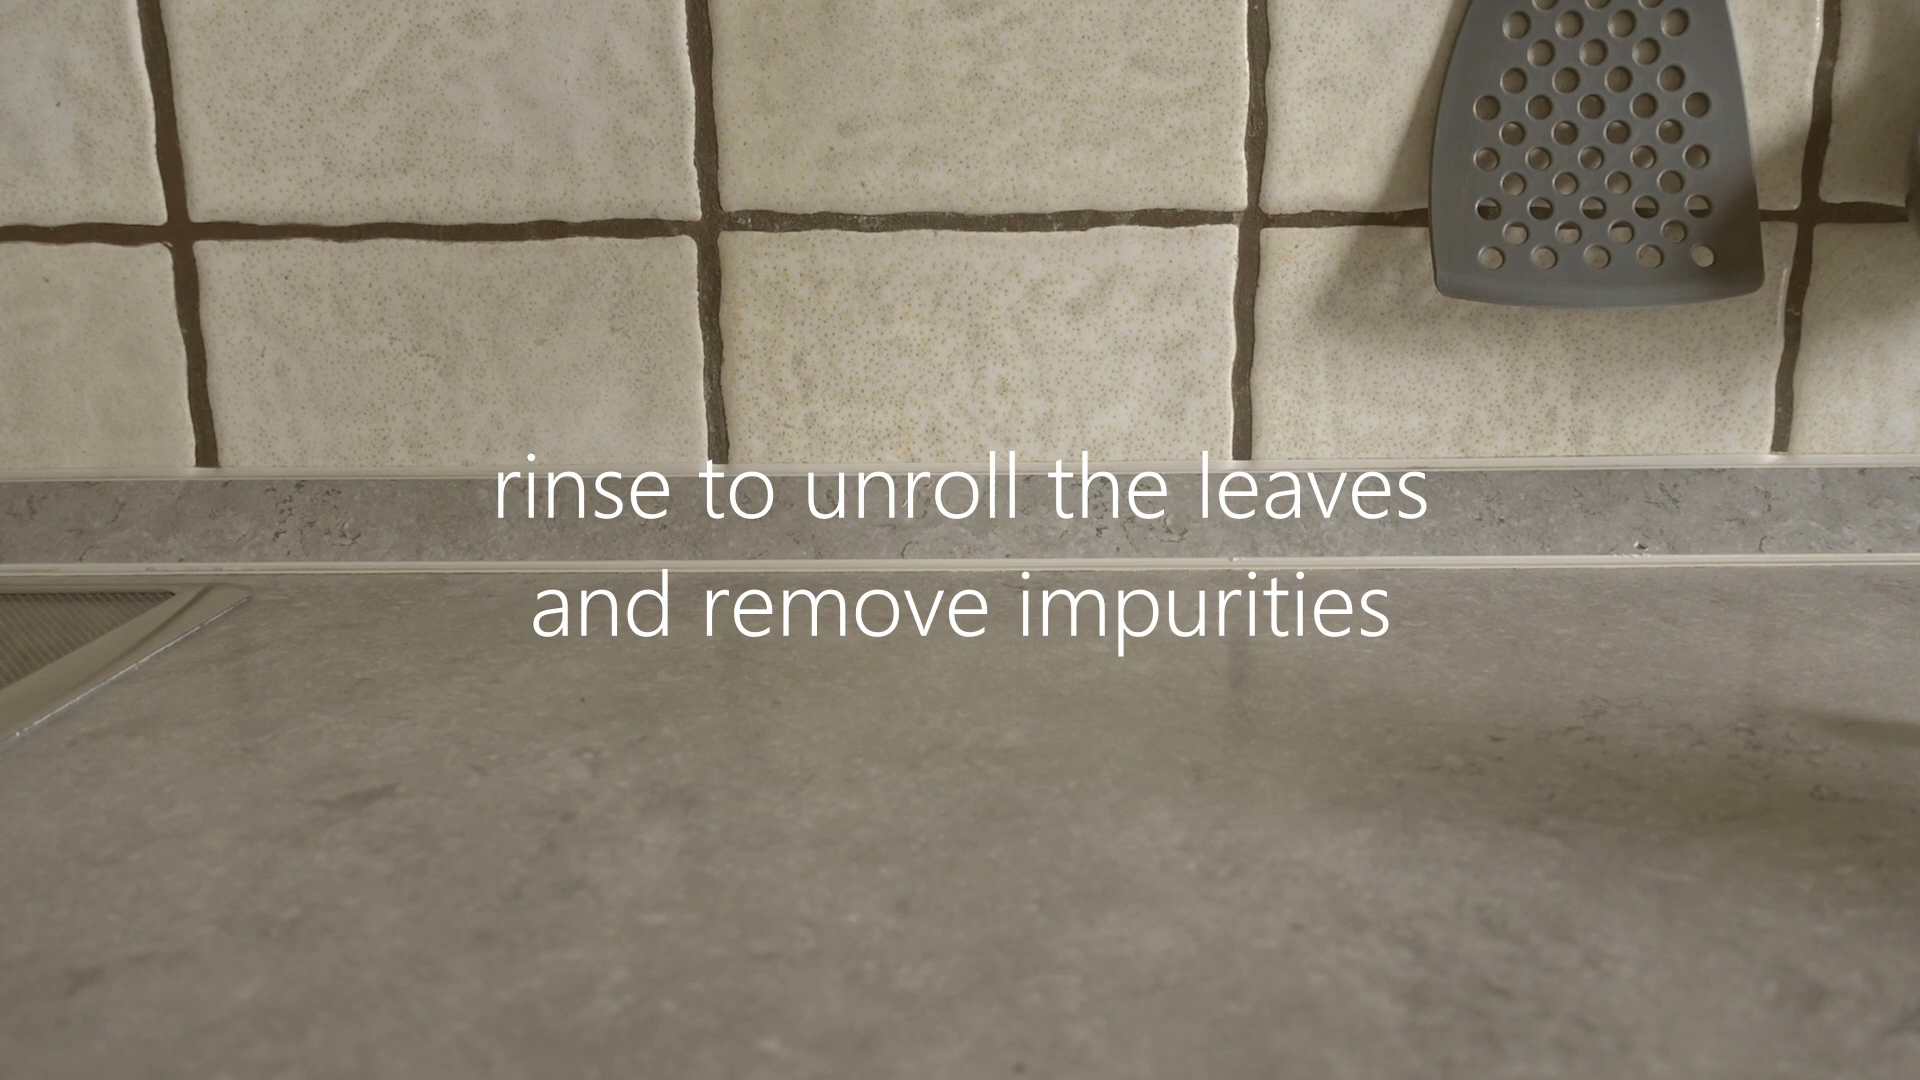 rinse to unroll the leaves
and remove impurities